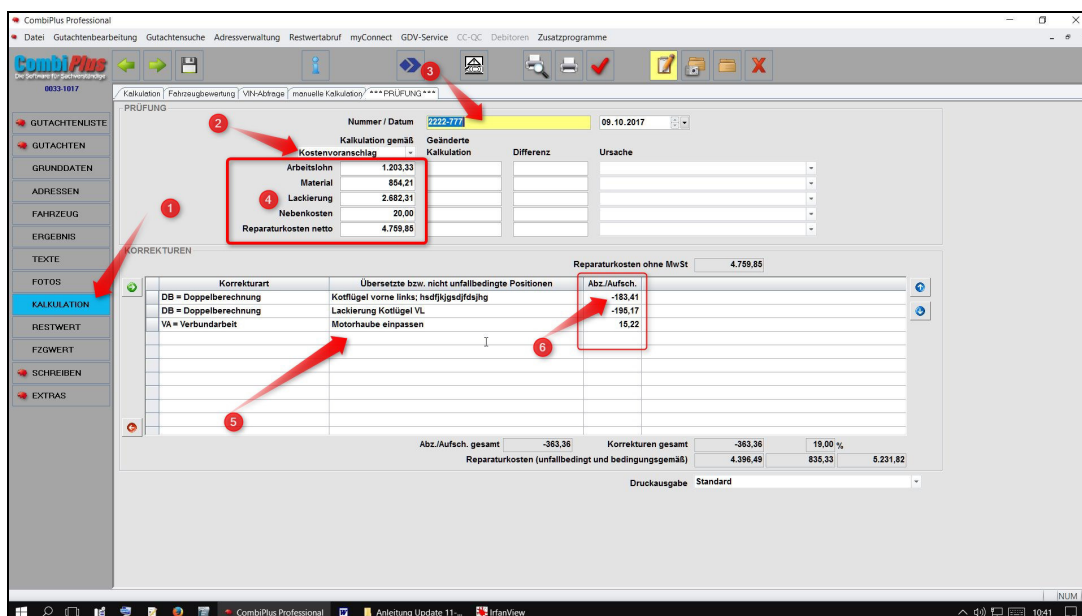 CombiPlus Professional
Datei Gutachtenbearbeitung Gutachtensuche Adressverwaltung Restwertabruf myConnect GDV-Service CC-QC Debitoren Zusatzprogramme
CombiPlus
Die Software für Sachverständige
0033-1017
Kalkulation Fahrzeugbewertung VIN-Abfrage manuelle Kalkulation *** PRÜFUNG ***
GUTACHTENLISTE
GUTACHTEN
GRUNDDATEN
ADRESSEN
FAHRZEUG
ERGEBNIS
TEXTE
FOTOS
KALKULATION
RESTWERT
FZGWERT
SCHREIBEN
EXTRAS
PRÜFUNG
Nummer / Datum 2222-777 09.10.2017
Kalkulation gemäß Geänderte
Kostenvoranschlag Kalkulation Differenz Ursache
Arbeitslohn 1.203,33
Material 854,21
Lackierung 2.682,31
Nebenkosten 20,00
Reparaturkosten netto 4.759,85
1
2
3
4
5
6
KORREKTUREN
Reparaturkosten ohne MwSt 4.759,85
Korrekturart Übersetzte bzw. nicht unfallbedingte Positionen Abz./Aufsch.
DB = Doppelberechnung Kotflügel vorne links; hsdfjkjgsdjfdsjhg -183,41
DB = Doppelberechnung Lackierung Kotlügel VL -195,17
VA = Verbundarbeit Motorhaube einpassen 15,22
Abz./Aufsch. gesamt -363,36 Korrekturen gesamt -363,36 19,00 %
Reparaturkosten (unfallbedingt und bedingungsgemäß) 4.396,49 835,33 5.231,82
Druckausgabe Standard
NUM
CombiPlus Professional Anleitung Update 11-... IrfanView 10:41